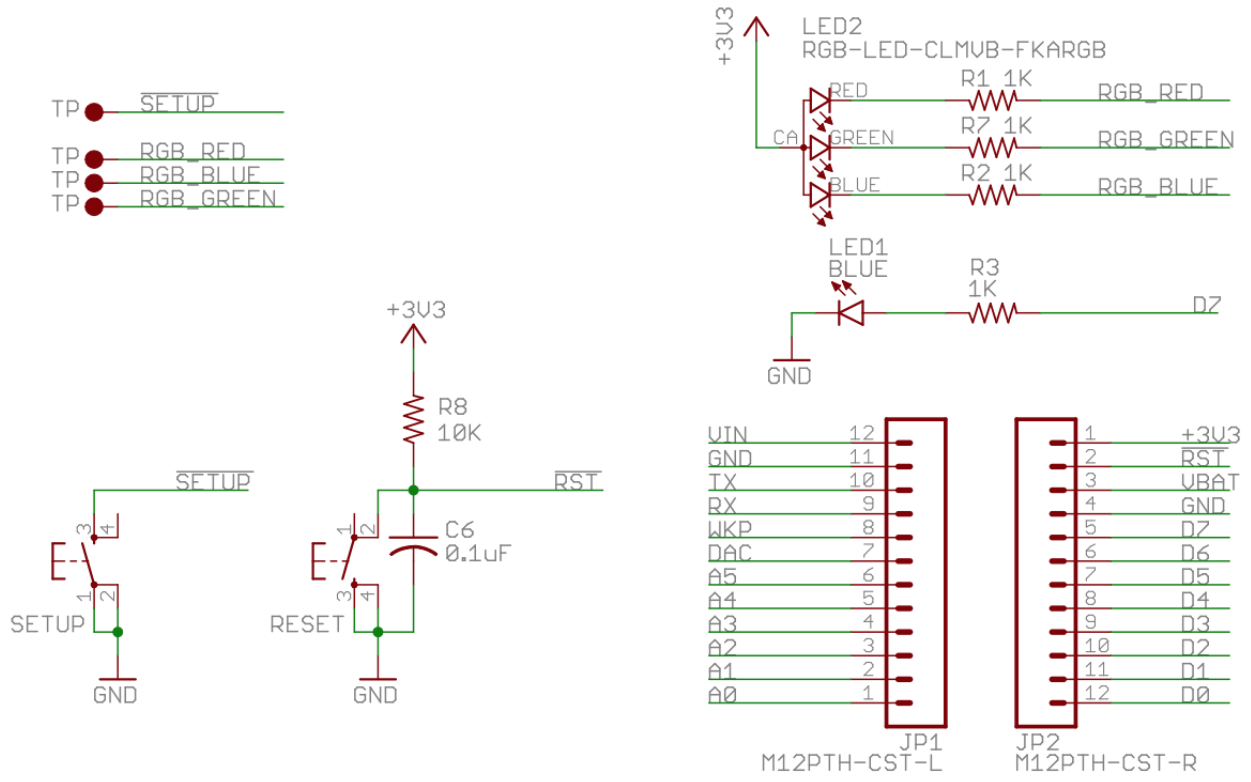 TP SETUP
TP RGB_RED
TP RGB_BLUE
TP RGB_GREEN
+3V3
LED2
RGB-LED-CLMVB-FKARGB
CA
RED R1 1K RGB_RED
GREEN R7 1K RGB_GREEN
BLUE R2 1K RGB_BLUE
LED1
BLUE
R3
1K
D7
GND
SETUP
3 4
1 2
SETUP
GND
+3V3
R8
10K
RST
1 2
C6
0.1uF
3 4
RESET
GND
VIN 12
GND 11
TX 10
RX 9
WKP 8
DAC 7
A5 6
A4 5
A3 4
A2 3
A1 2
A0 1
JP1
M12PTH-CST-L
1 +3V3
2 RST
3 VBAT
4 GND
5 D7
6 D6
7 D5
8 D4
9 D3
10 D2
11 D1
12 D0
JP2
M12PTH-CST-R